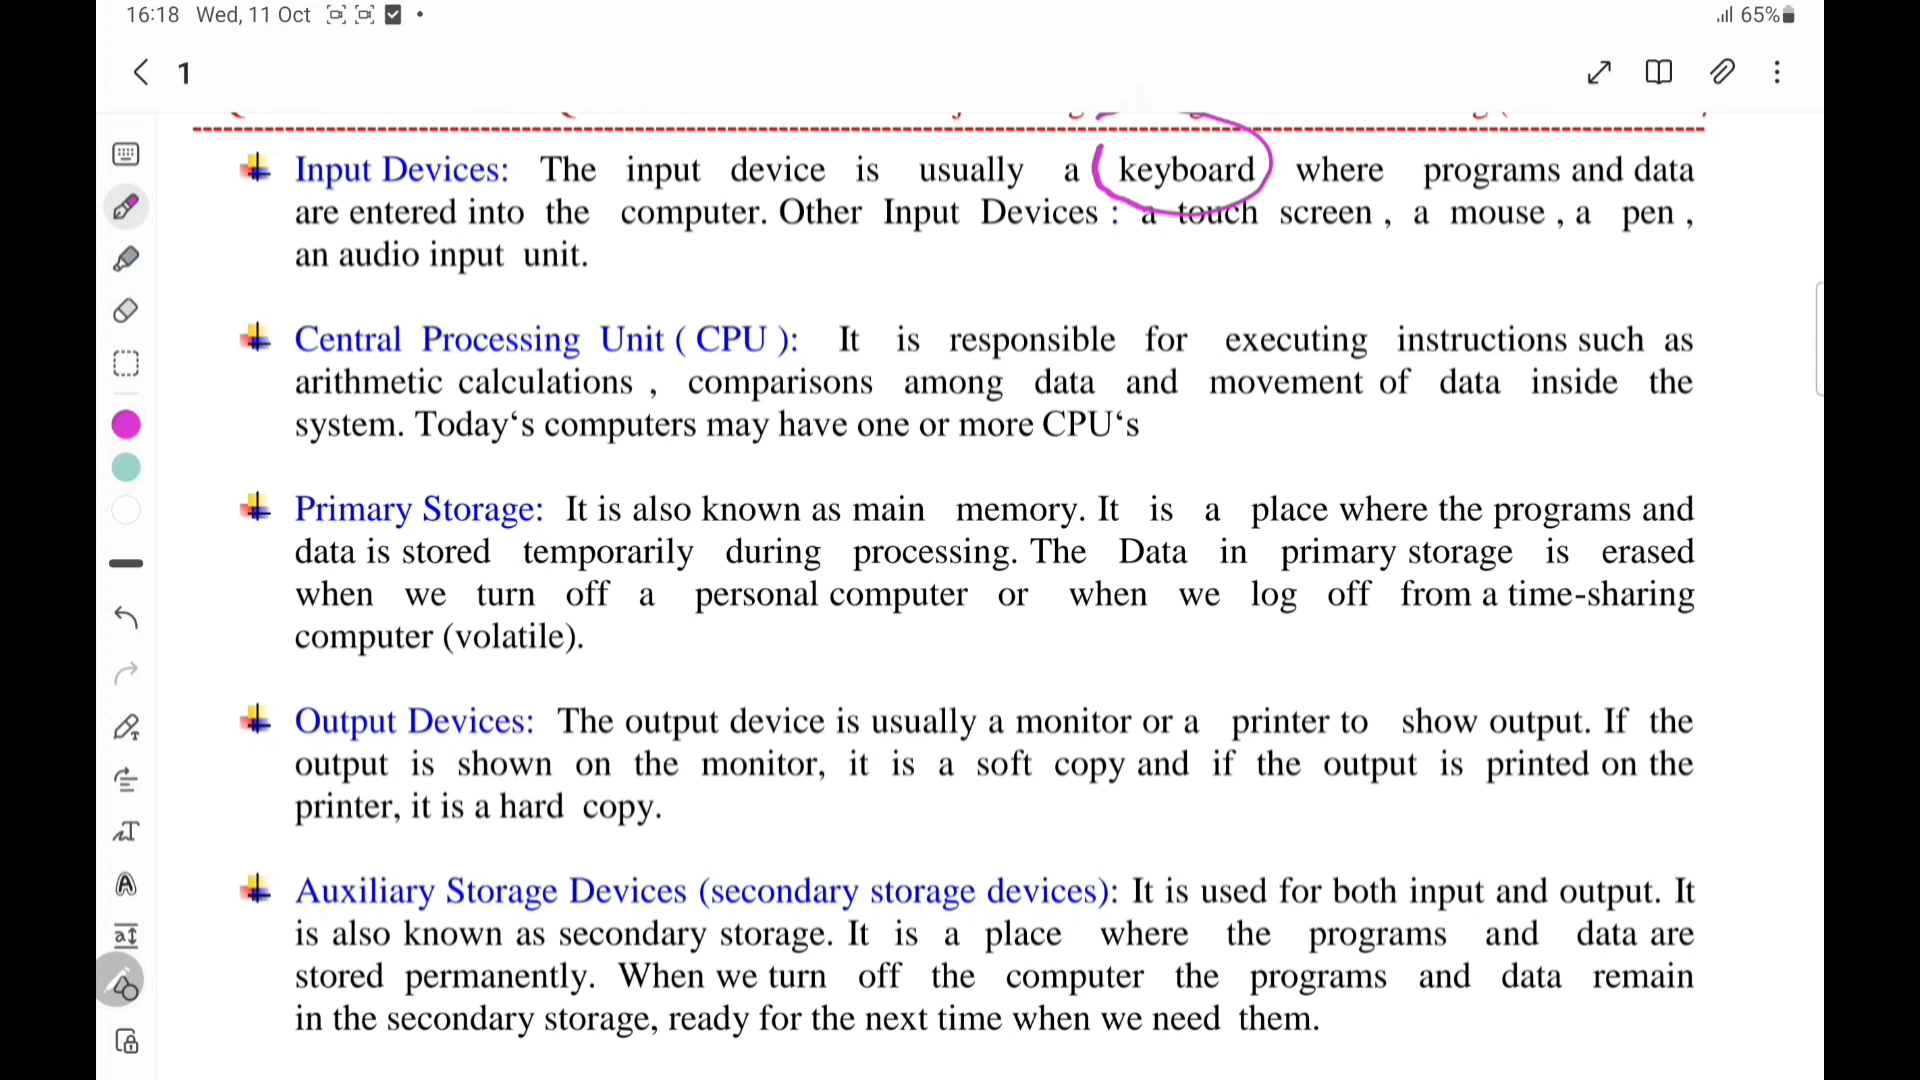 16:18 Wed, 11 Oct
65%
1
Input Devices: The input device is usually a keyboard where programs and data
are entered into the computer. Other Input Devices : a touch screen , a mouse , a pen ,
an audio input unit.
Central Processing Unit ( CPU ): It is responsible for executing instructions such as
arithmetic calculations , comparisons among data and movement of data inside the
system. Today‘s computers may have one or more CPU‘s
Primary Storage: It is also known as main memory. It is a place where the programs and
data is stored temporarily during processing. The Data in primary storage is erased
when we turn off a personal computer or when we log off from a time-sharing
computer (volatile).
Output Devices: The output device is usually a monitor or a printer to show output. If the
output is shown on the monitor, it is a soft copy and if the output is printed on the
printer, it is a hard copy.
Auxiliary Storage Devices (secondary storage devices): It is used for both input and output. It
is also known as secondary storage. It is a place where the programs and data are
stored permanently. When we turn off the computer the programs and data remain
in the secondary storage, ready for the next time when we need them.